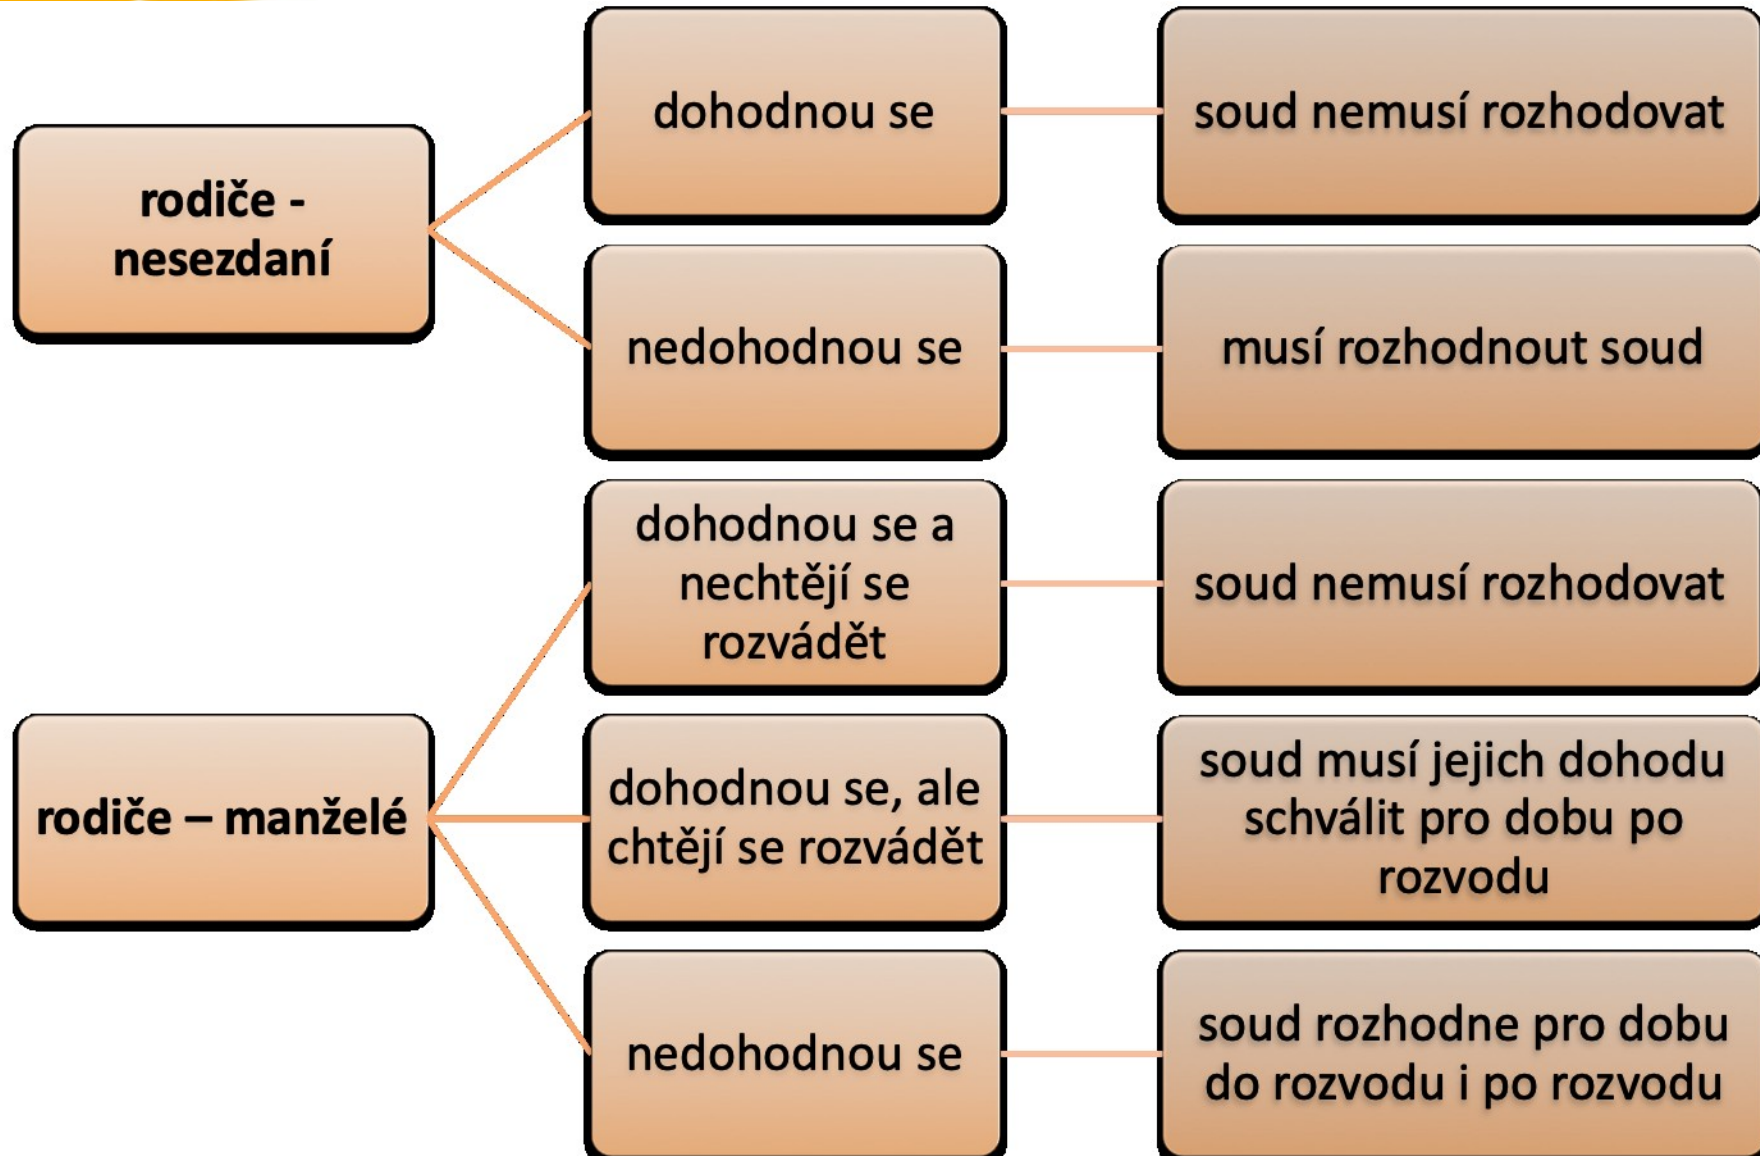 rodiče -
nesezdaní
dohodnou se
soud nemusí rozhodovat
nedohodnou se
musí rozhodnout soud
rodiče – manželé
dohodnou se a
nechtějí se
rozvádět
soud nemusí rozhodovat
dohodnou se, ale
chtějí se rozvádět
soud musí jejich dohodu
schválit pro dobu po
rozvodu
nedohodnou se
soud rozhodne pro dobu
do rozvodu i po rozvodu